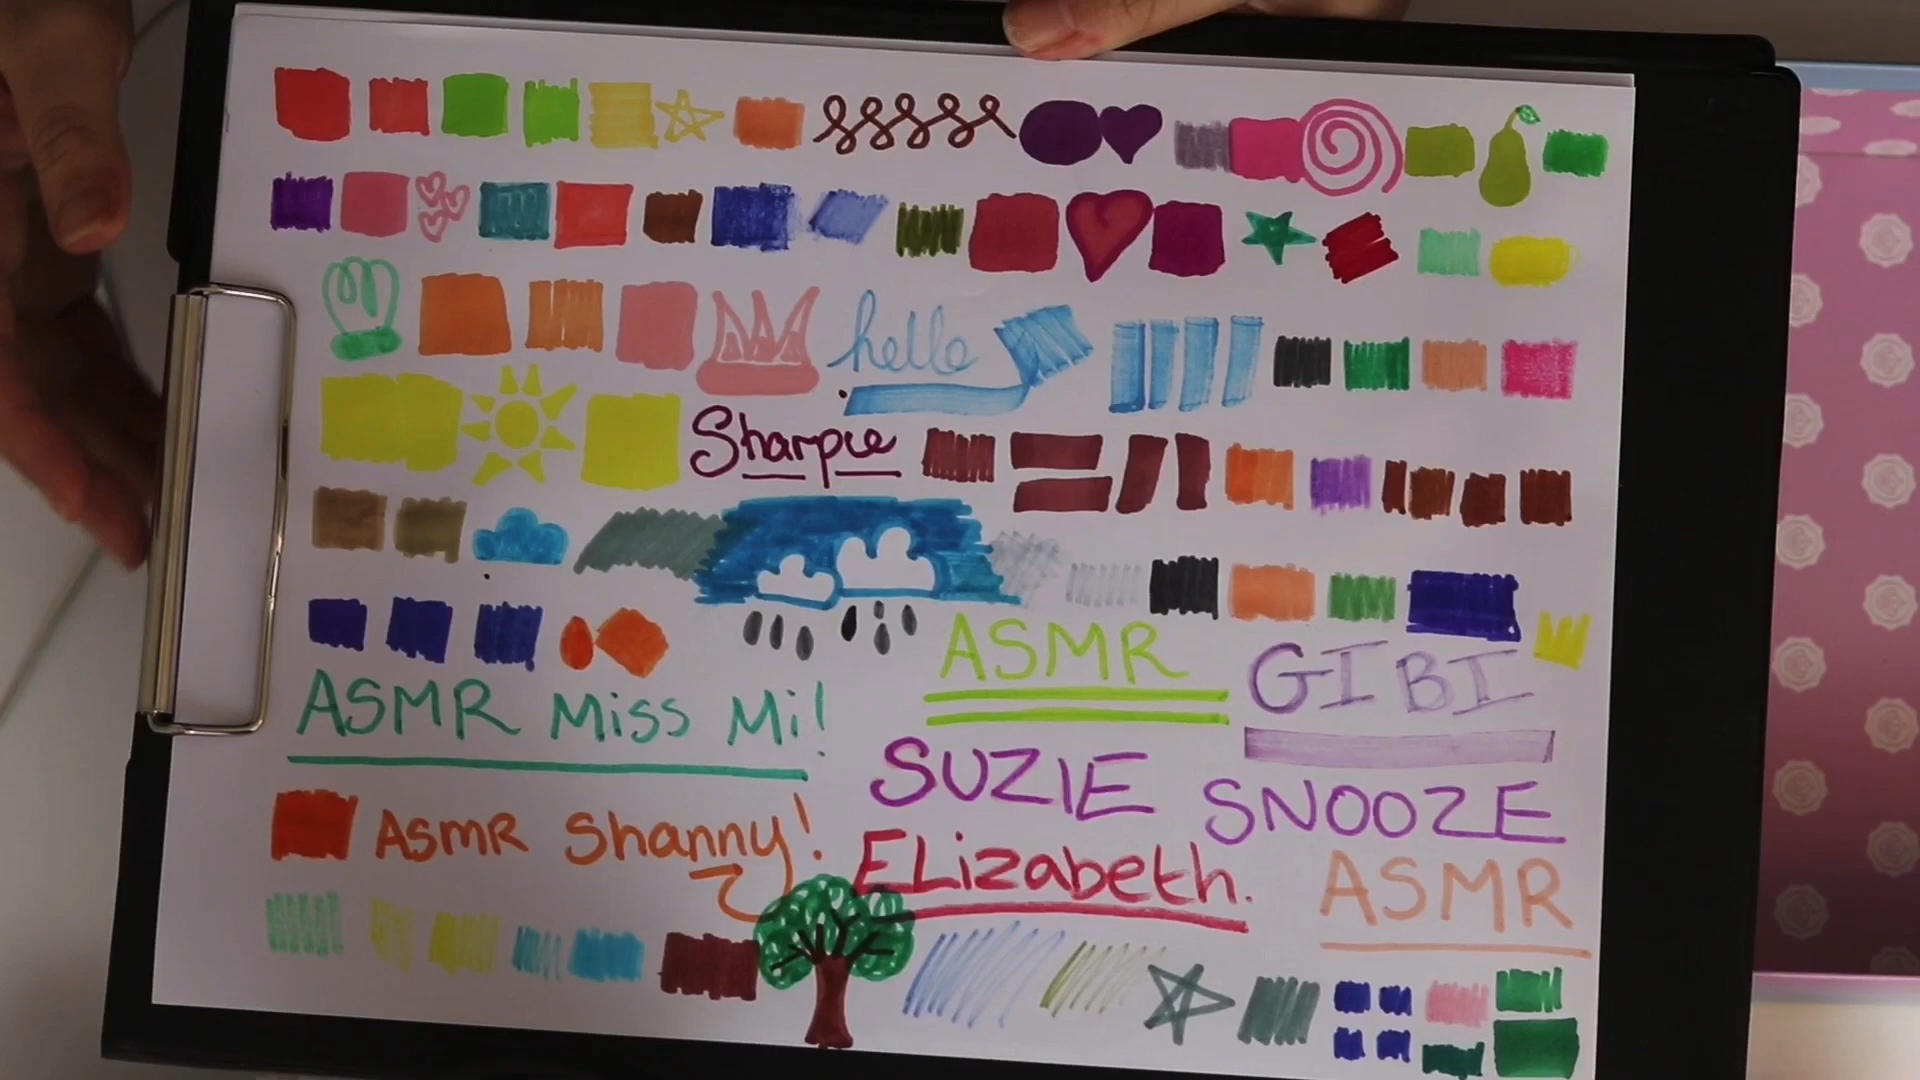 hello
Sharpie
ASMR
GIBI
ASMR Miss Mi!
SUZIE SNOOZE
ASMR Shanny!
ELizabeth.
ASMR